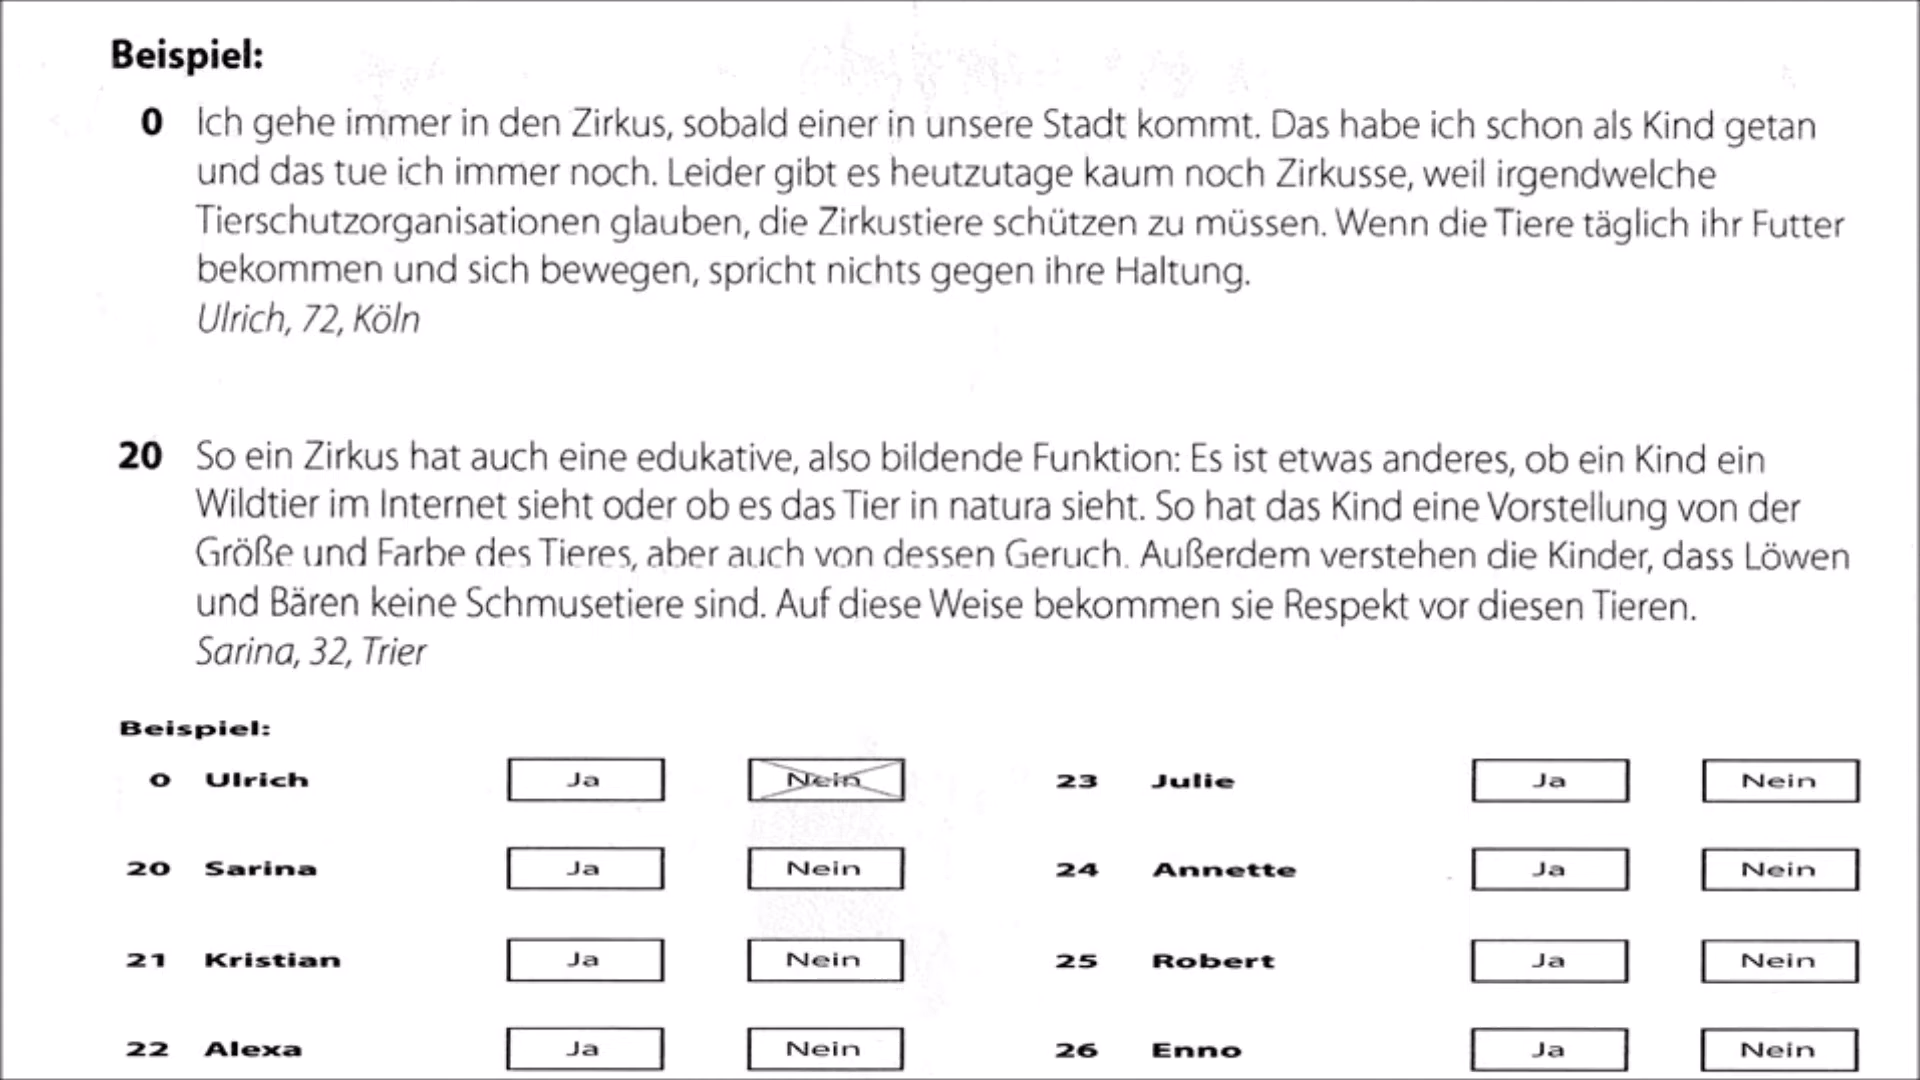 Beispiel:
0 Ich gehe immer in den Zirkus, sobald einer in unsere Stadt kommt. Das habe ich schon als Kind getan
und das tue ich immer noch. Leider gibt es heutzutage kaum noch Zirkusse, weil irgendwelche
Tierschutzorganisationen glauben, die Zirkustiere schützen zu müssen. Wenn die Tiere täglich ihr Futter
bekommen und sich bewegen, spricht nichts gegen ihre Haltung.
Ulrich, 72, Köln
20 So ein Zirkus hat auch eine edukative, also bildende Funktion: Es ist etwas anderes, ob ein Kind ein
Wildtier im Internet sieht oder ob es das Tier in natura sieht. So hat das Kind eine Vorstellung von der
Größe und Farbe des Tieres, aber auch von dessen Geruch. Außerdem verstehen die Kinder, dass Löwen
und Bären keine Schmusetiere sind. Auf diese Weise bekommen sie Respekt vor diesen Tieren.
Sarina, 32, Trier
Beispiel:
0 Ulrich Ja Nein 23 Julie Ja Nein
20 Sarina Ja Nein 24 Annette Ja Nein
21 Kristian Ja Nein 25 Robert Ja Nein
22 Alexa Ja Nein 26 Enno Ja Nein